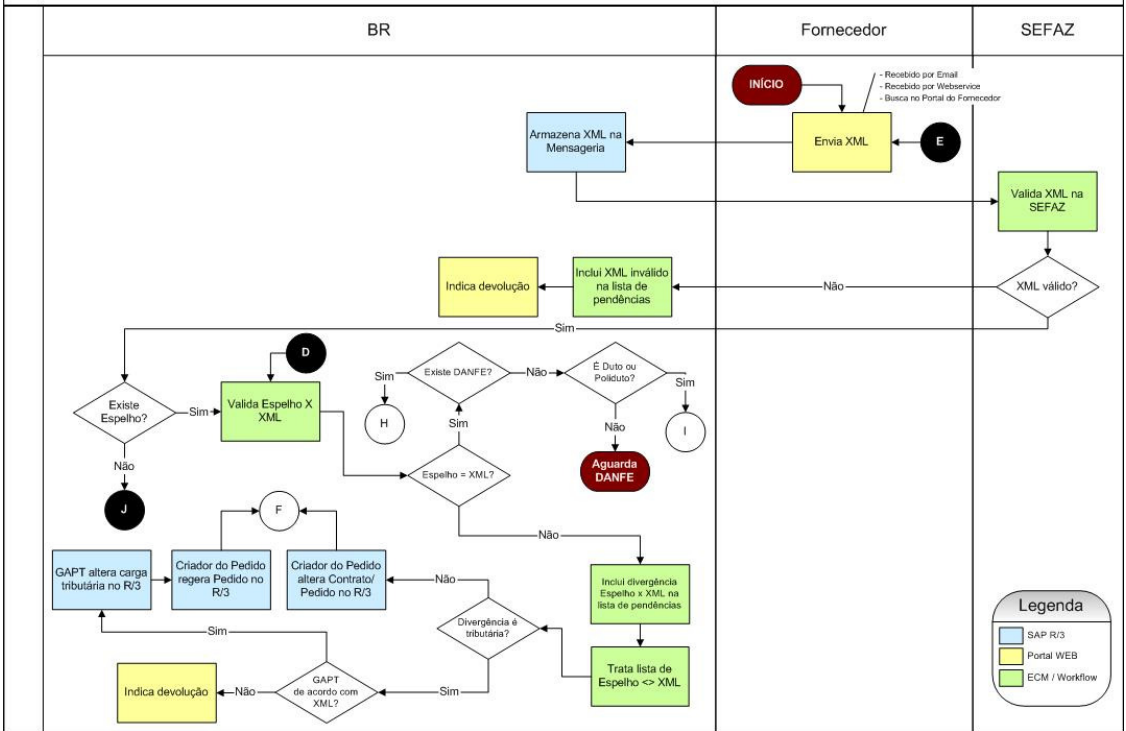 BR
Fornecedor
SEFAZ
INÍCIO
- Recebido por Email
- Recebido por Webservice
- Busca no Portal do Fornecedor
Armazena XML na
Mensageria
Envia XML
E
Valida XML na
SEFAZ
Indica devolução
Inclui XML inválido
na lista de
pendências
Não
XML válido?
Sim
D
Existe
Espelho?
Sim
Valida Espelho X
XML
Sim
Existe DANFE?
Não
É Duto ou
Poliduto?
Sim
H
Sim
Não
I
Não
J
Espelho = XML?
Aguarda
DANFE
F
Não
GAPT altera carga
tributária no R/3
Criador do Pedido
regera Pedido no
R/3
Criador do Pedido
altera Contrato/
Pedido no R/3
Não
Inclui divergência
Espelho x XML na
lista de pendências
Divergência é
tributária?
Sim
Trata lista de
Espelho <> XML
Indica devolução
Não
GAPT
de acordo com
XML?
Sim
Legenda
SAP R/3
Portal WEB
ECM / Workflow